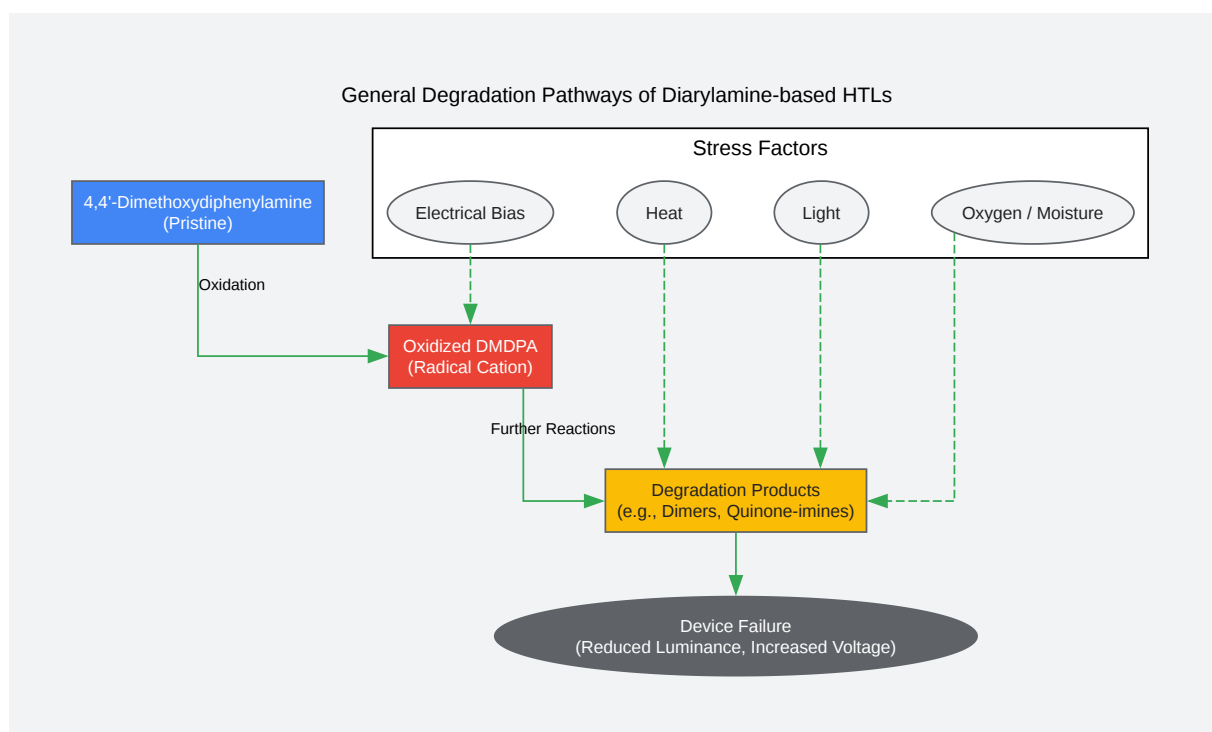 General Degradation Pathways of Diarylamine-based HTLs
Stress Factors
4,4'-Dimethoxydiphenylamine
(Pristine)
Electrical Bias
Heat
Light
Oxygen / Moisture
Oxidation
Oxidized DMDPA
(Radical Cation)
Further Reactions
Degradation Products
(e.g., Dimers, Quinone-imines)
Device Failure
(Reduced Luminance, Increased Voltage)